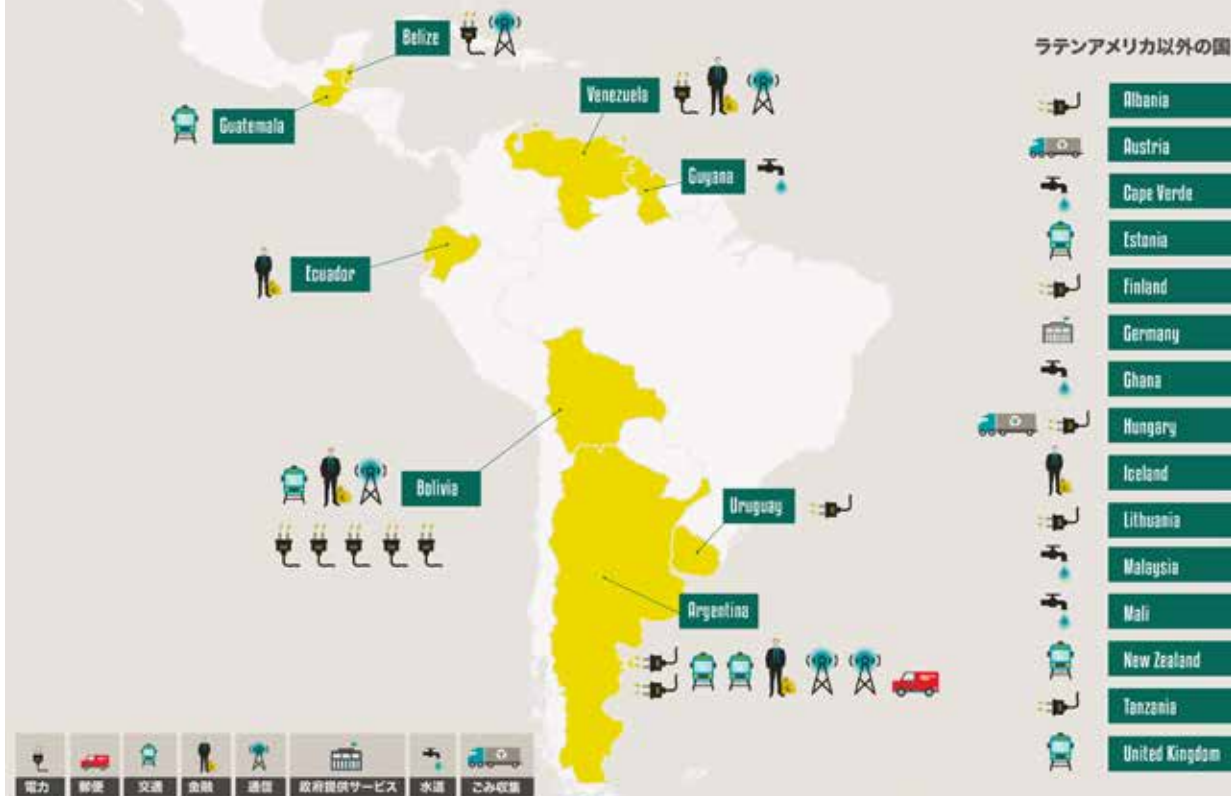 Belize
Guatemala
Venezuela
Guyana
Ecuador
Bolivia
Uruguay
Argentina
ラテンアメリカ以外の国
Albania
Austria
Cape Verde
Estonia
Finland
Germany
Ghana
Hungary
Iceland
Lithuania
Malaysia
Mali
New Zealand
Tanzania
United Kingdom
電力 郵便 交通 金融 通信 政府提供サービス 水道 ごみ収集